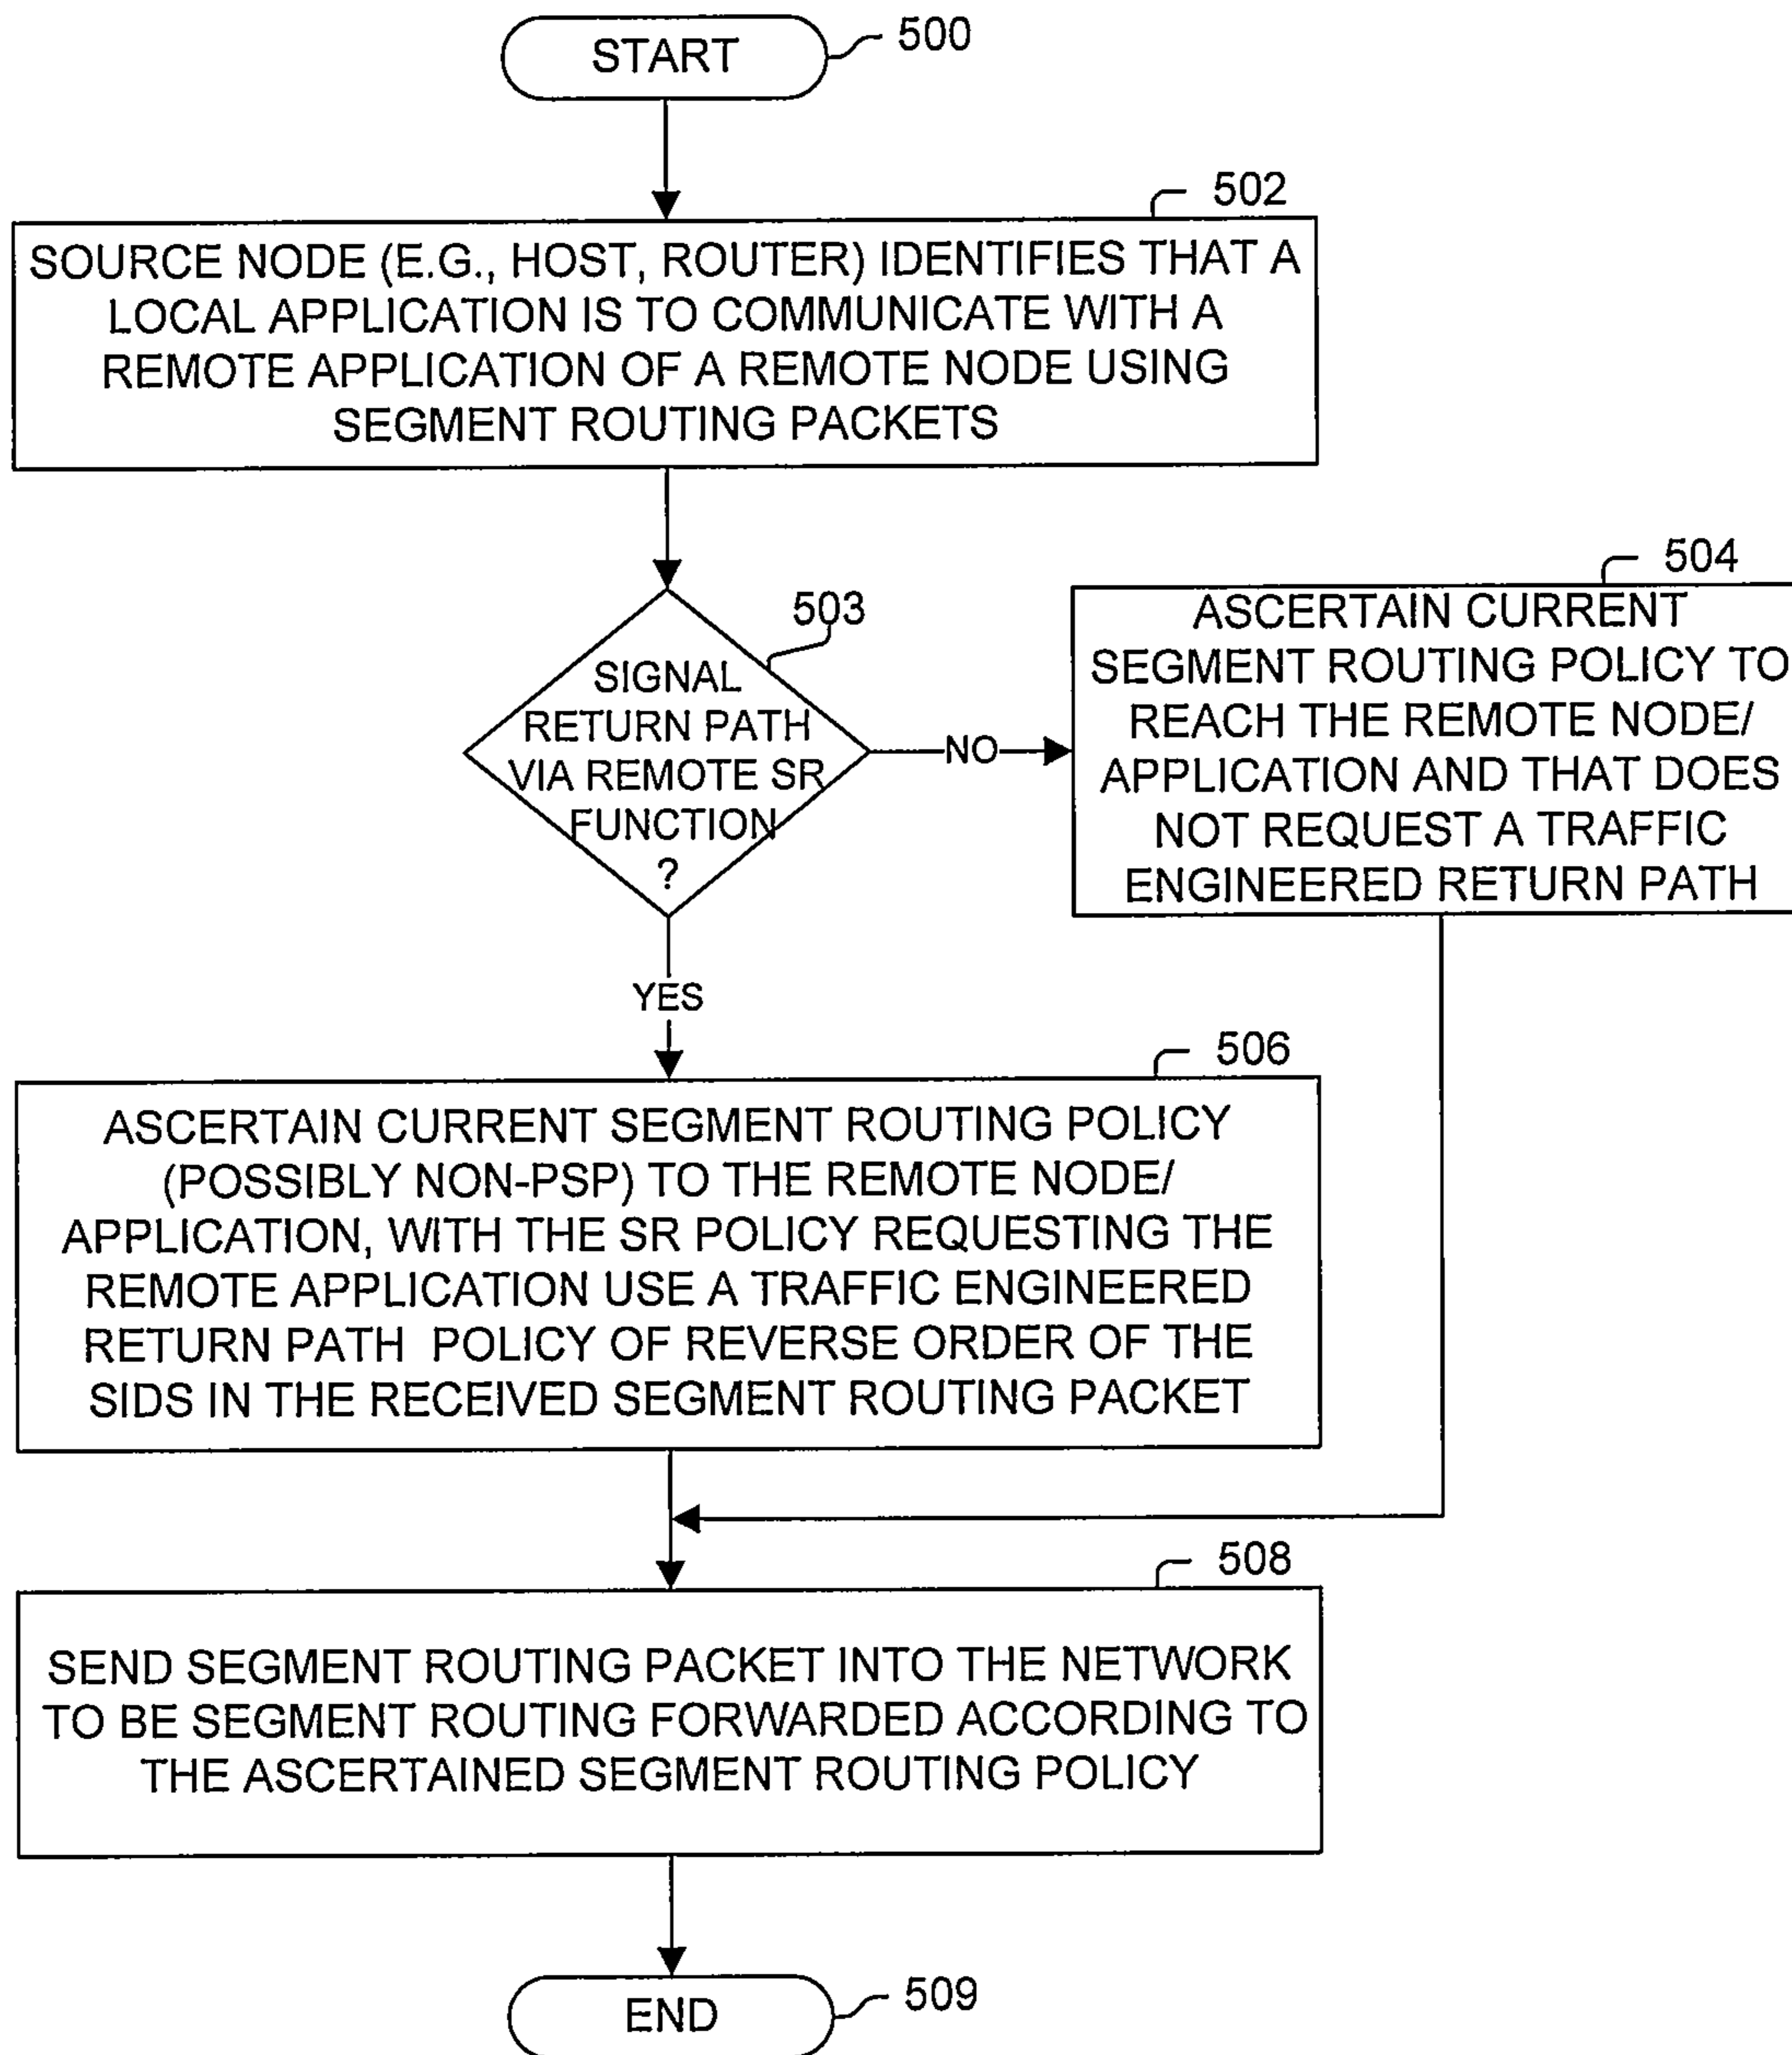 START
500
502
SOURCE NODE (E.G., HOST, ROUTER) IDENTIFIES THAT A
LOCAL APPLICATION IS TO COMMUNICATE WITH A
REMOTE APPLICATION OF A REMOTE NODE USING
SEGMENT ROUTING PACKETS
503
SIGNAL
RETURN PATH
VIA REMOTE SR
FUNCTION
?
NO
504
ASCERTAIN CURRENT
SEGMENT ROUTING POLICY TO
REACH THE REMOTE NODE/
APPLICATION AND THAT DOES
NOT REQUEST A TRAFFIC
ENGINEERED RETURN PATH
YES
506
ASCERTAIN CURRENT SEGMENT ROUTING POLICY
(POSSIBLY NON-PSP) TO THE REMOTE NODE/
APPLICATION, WITH THE SR POLICY REQUESTING THE
REMOTE APPLICATION USE A TRAFFIC ENGINEERED
RETURN PATH POLICY OF REVERSE ORDER OF THE
SIDS IN THE RECEIVED SEGMENT ROUTING PACKET
508
SEND SEGMENT ROUTING PACKET INTO THE NETWORK
TO BE SEGMENT ROUTING FORWARDED ACCORDING TO
THE ASCERTAINED SEGMENT ROUTING POLICY
END
509